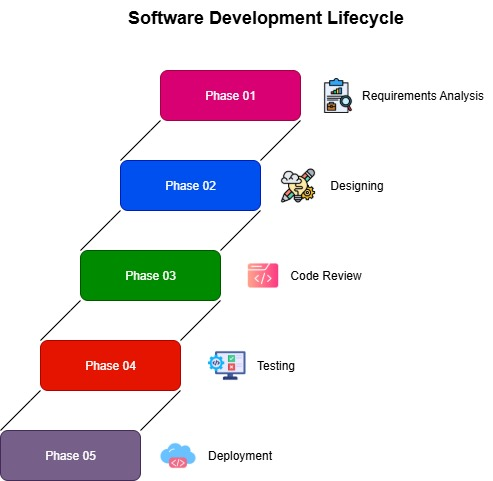 Software Development Lifecycle
Phase 01
Requirements Analysis
Phase 02
Designing
Phase 03
Code Review
Phase 04
Testing
Phase 05
Deployment